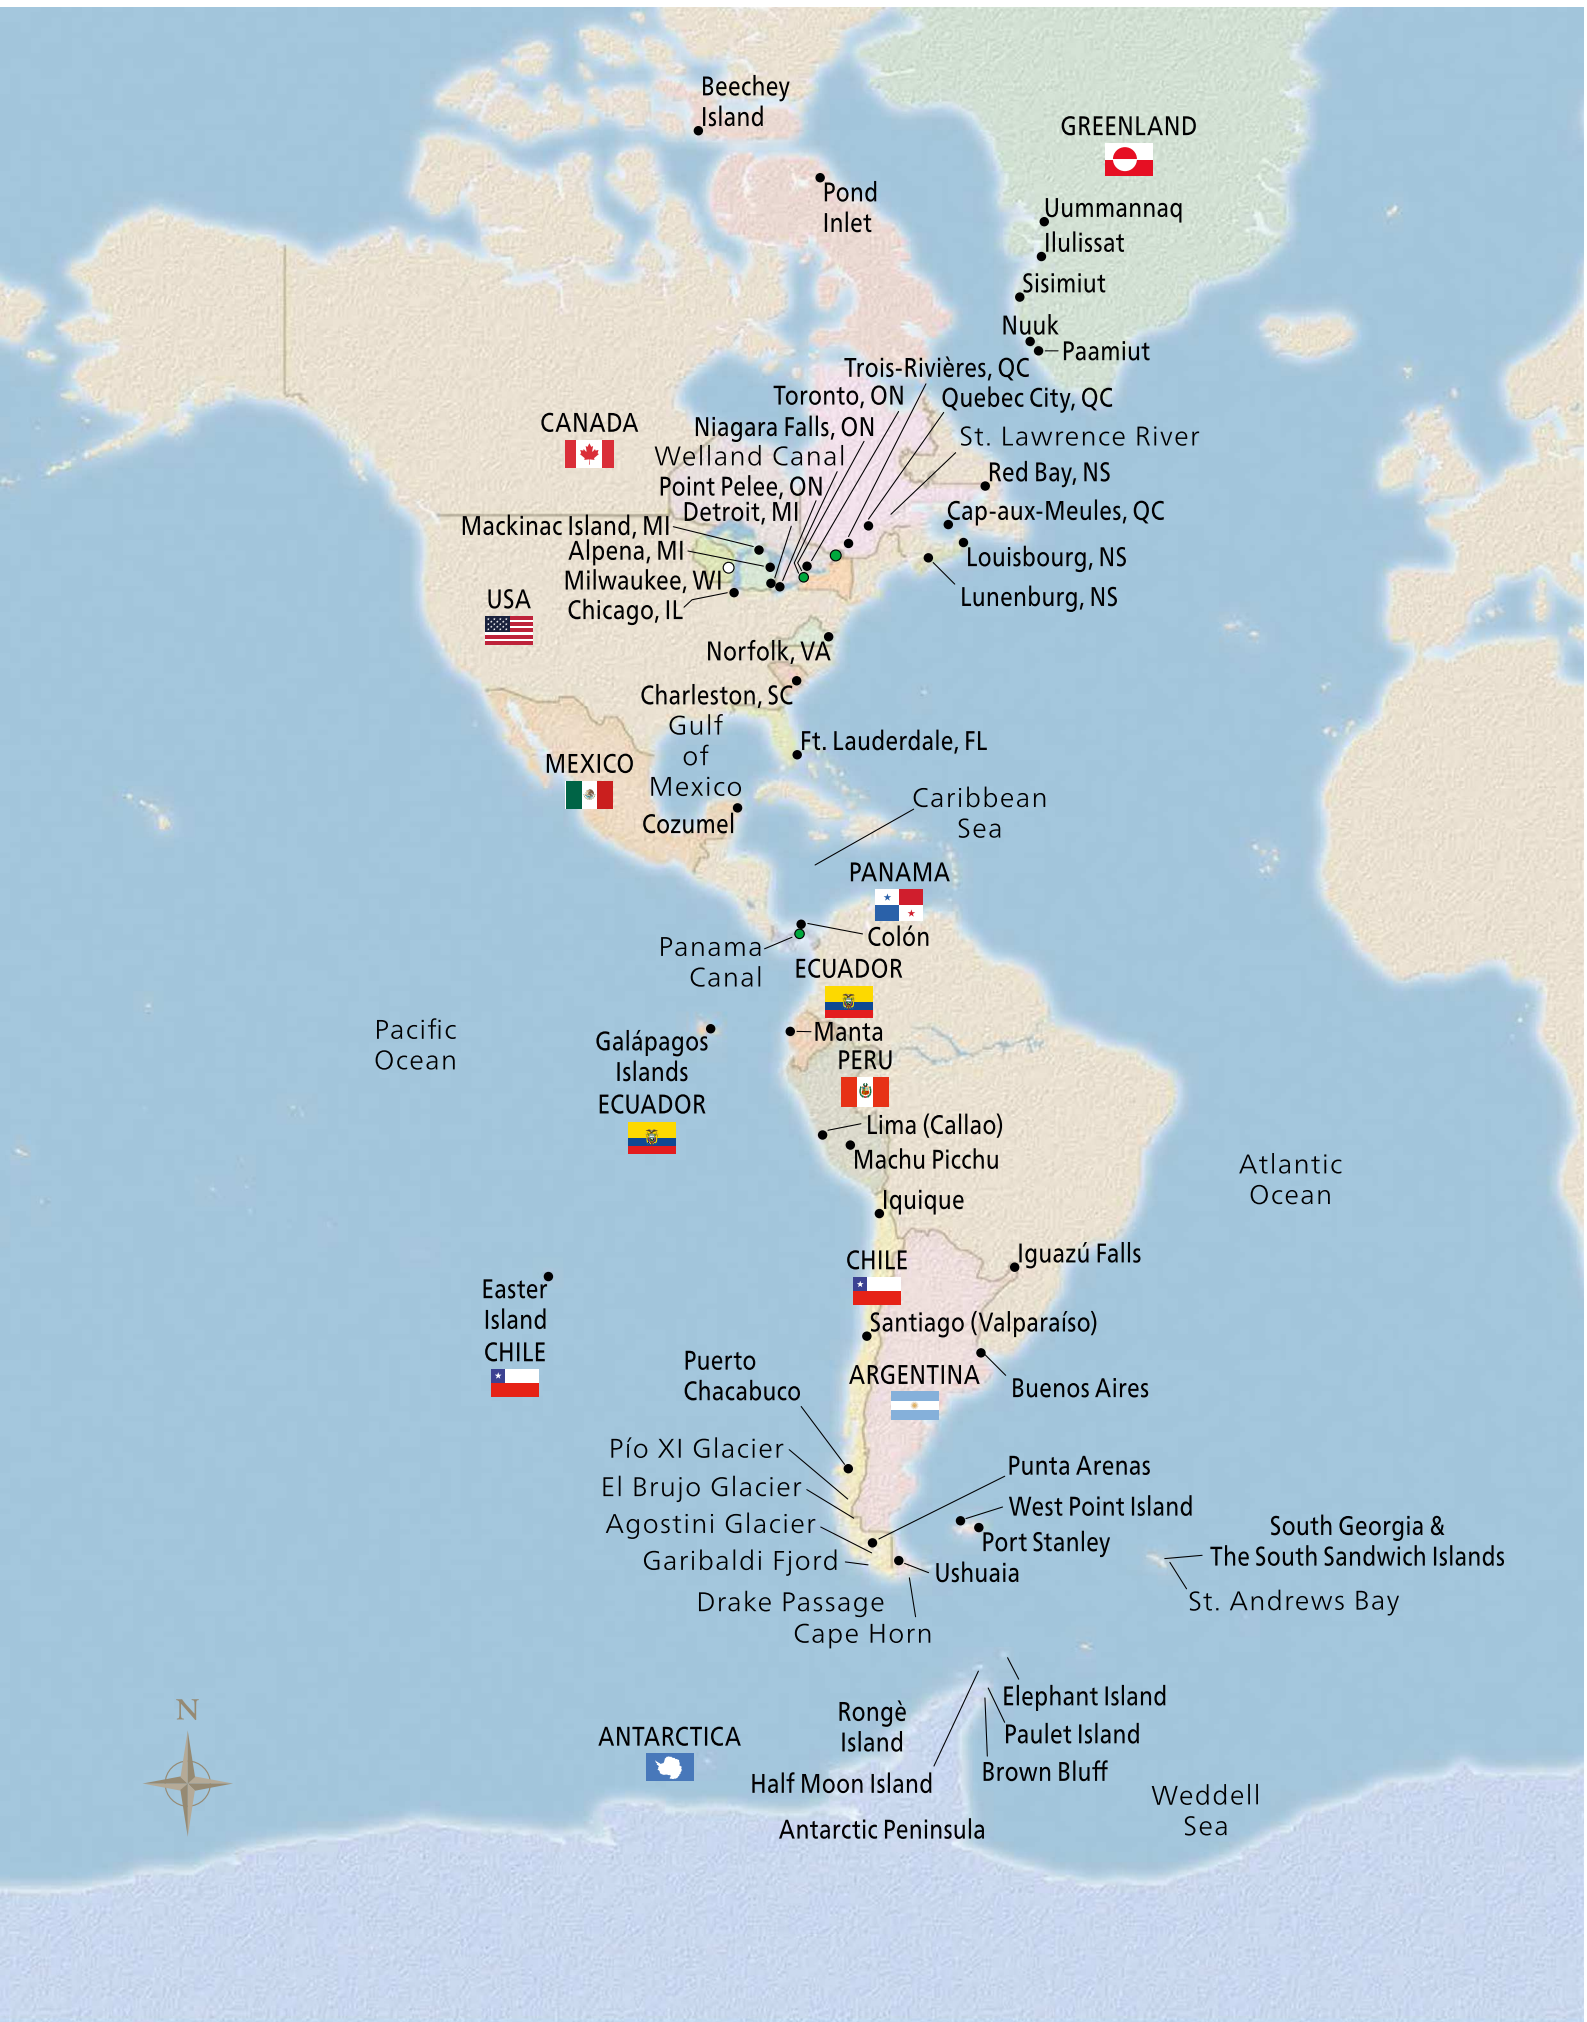 Beechey
Island
GREENLAND
Pond
Inlet
Uummannaq
Ilulissat
Sisimiut
Nuuk
Paamiut
Trois-Rivières, QC
Toronto, ON
Quebec City, QC
CANADA
Niagara Falls, ON
St. Lawrence River
Welland Canal
Red Bay, NS
Point Pelee, ON
Detroit, MI
Cap-aux-Meules, QC
Mackinac Island, MI
Alpena, MI
Louisbourg, NS
Milwaukee, WI
Lunenburg, NS
USA
Chicago, IL
Norfolk, VA
Charleston, SC
Gulf
of
Mexico
Ft. Lauderdale, FL
MEXICO
Caribbean
Sea
Cozumel
PANAMA
Colón
Panama
Canal
ECUADOR
Pacific
Ocean
Galápagos
Islands
ECUADOR
Manta
PERU
Lima (Callao)
Machu Picchu
Atlantic
Ocean
Iquique
Iguazú Falls
CHILE
Easter
Island
CHILE
Santiago (Valparaíso)
Puerto
Chacabuco
ARGENTINA
Buenos Aires
Pío XI Glacier
Punta Arenas
El Brujo Glacier
West Point Island
Agostini Glacier
Port Stanley
South Georgia &
The South Sandwich Islands
Garibaldi Fjord
Ushuaia
Drake Passage
St. Andrews Bay
Cape Horn
N
Elephant Island
Rongè
Island
Paulet Island
ANTARCTICA
Brown Bluff
Half Moon Island
Weddell
Sea
Antarctic Peninsula